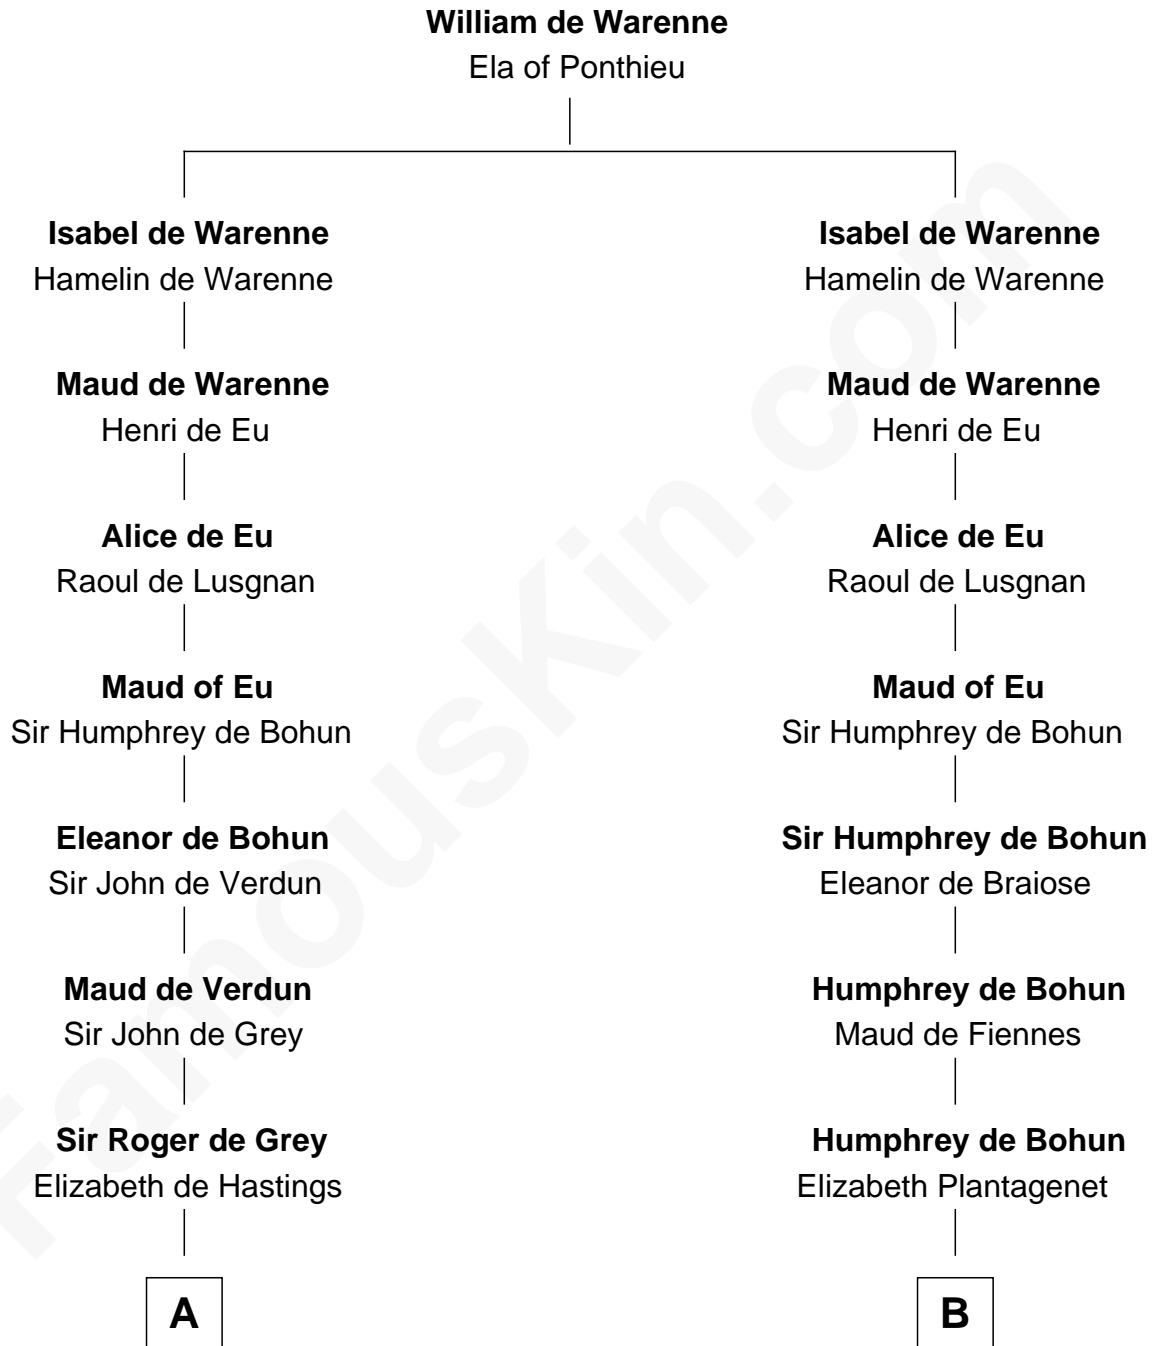 William de Warenne
Ela of Ponthieu
Isabel de Warenne
Hamelin de Warenne
Maud de Warenne
Henri de Eu
Alice de Eu
Raoul de Lusgnan
Maud of Eu
Sir Humphrey de Bohun
Eleanor de Bohun
Sir John de Verdun
Maud de Verdun
Sir John de Grey
Sir Roger de Grey
Elizabeth de Hastings
A
Isabel de Warenne
Hamelin de Warenne
Maud de Warenne
Henri de Eu
Alice de Eu
Raoul de Lusgnan
Maud of Eu
Sir Humphrey de Bohun
Sir Humphrey de Bohun
Eleanor de Braiose
Humphrey de Bohun
Maud de Fiennes
Humphrey de Bohun
Elizabeth Plantagenet
B
FamousKin.com